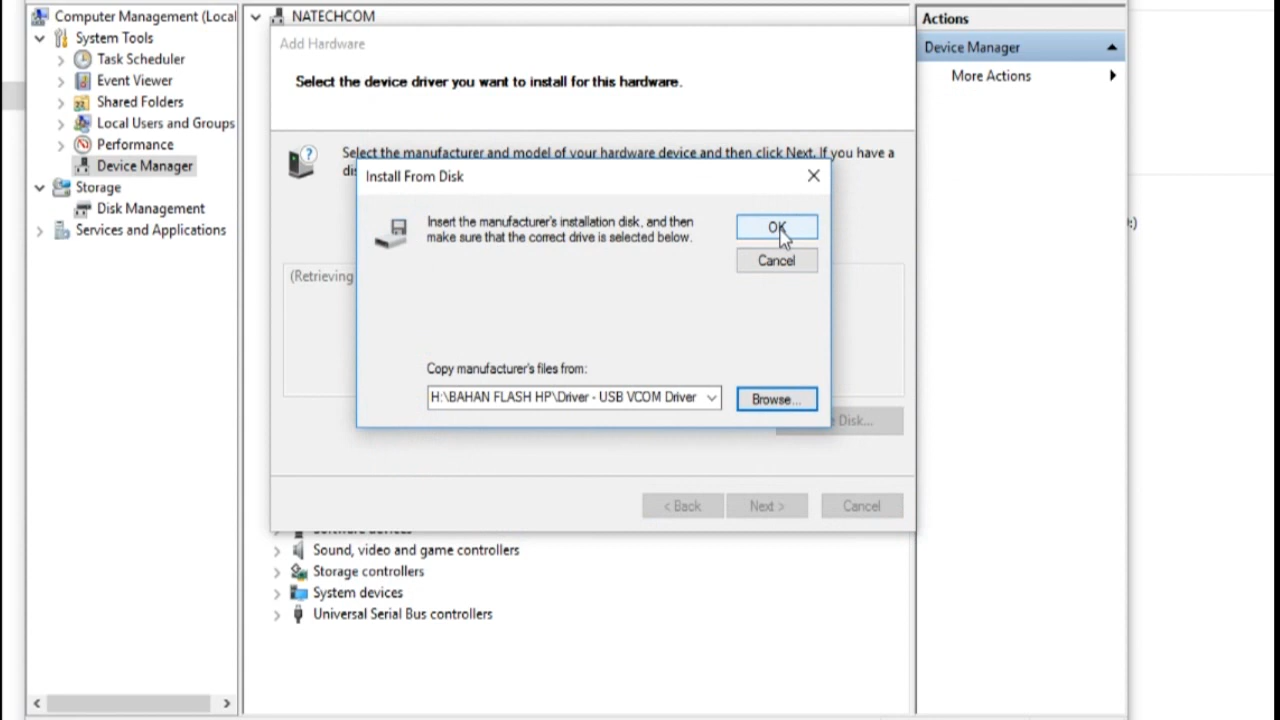 Computer Management (Local
System Tools
Task Scheduler
Event Viewer
Shared Folders
Local Users and Groups
Performance
Device Manager
Storage
Disk Management
Services and Applications
NATECHCOM
Add Hardware
Select the device driver you want to install for this hardware.
Select the manufacturer and model of your hardware device and then click Next. If you have a
Install From Disk
Insert the manufacturer's installation disk, and then
make sure that the correct drive is selected below.
OK
Cancel
(Retrieving
Copy manufacturer's files from:
H:\BAHAN FLASH HP\Driver - USB VCOM Driver
Browse...
Disk...
< Back
Next >
Cancel
Sound, video and game controllers
Storage controllers
System devices
Universal Serial Bus controllers
Actions
Device Manager
More Actions
:)